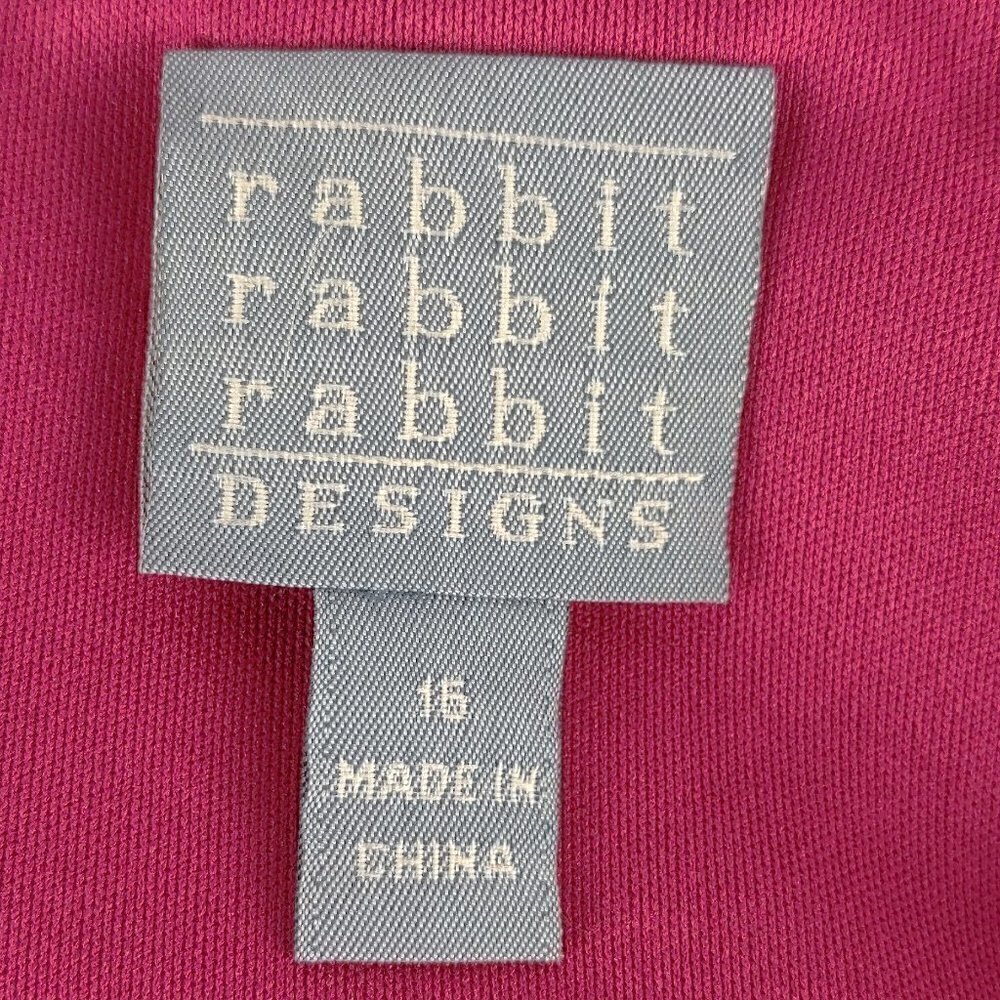 rabbit
rabbit
rabbit
DESIGNS
16
MADE IN
CHINA